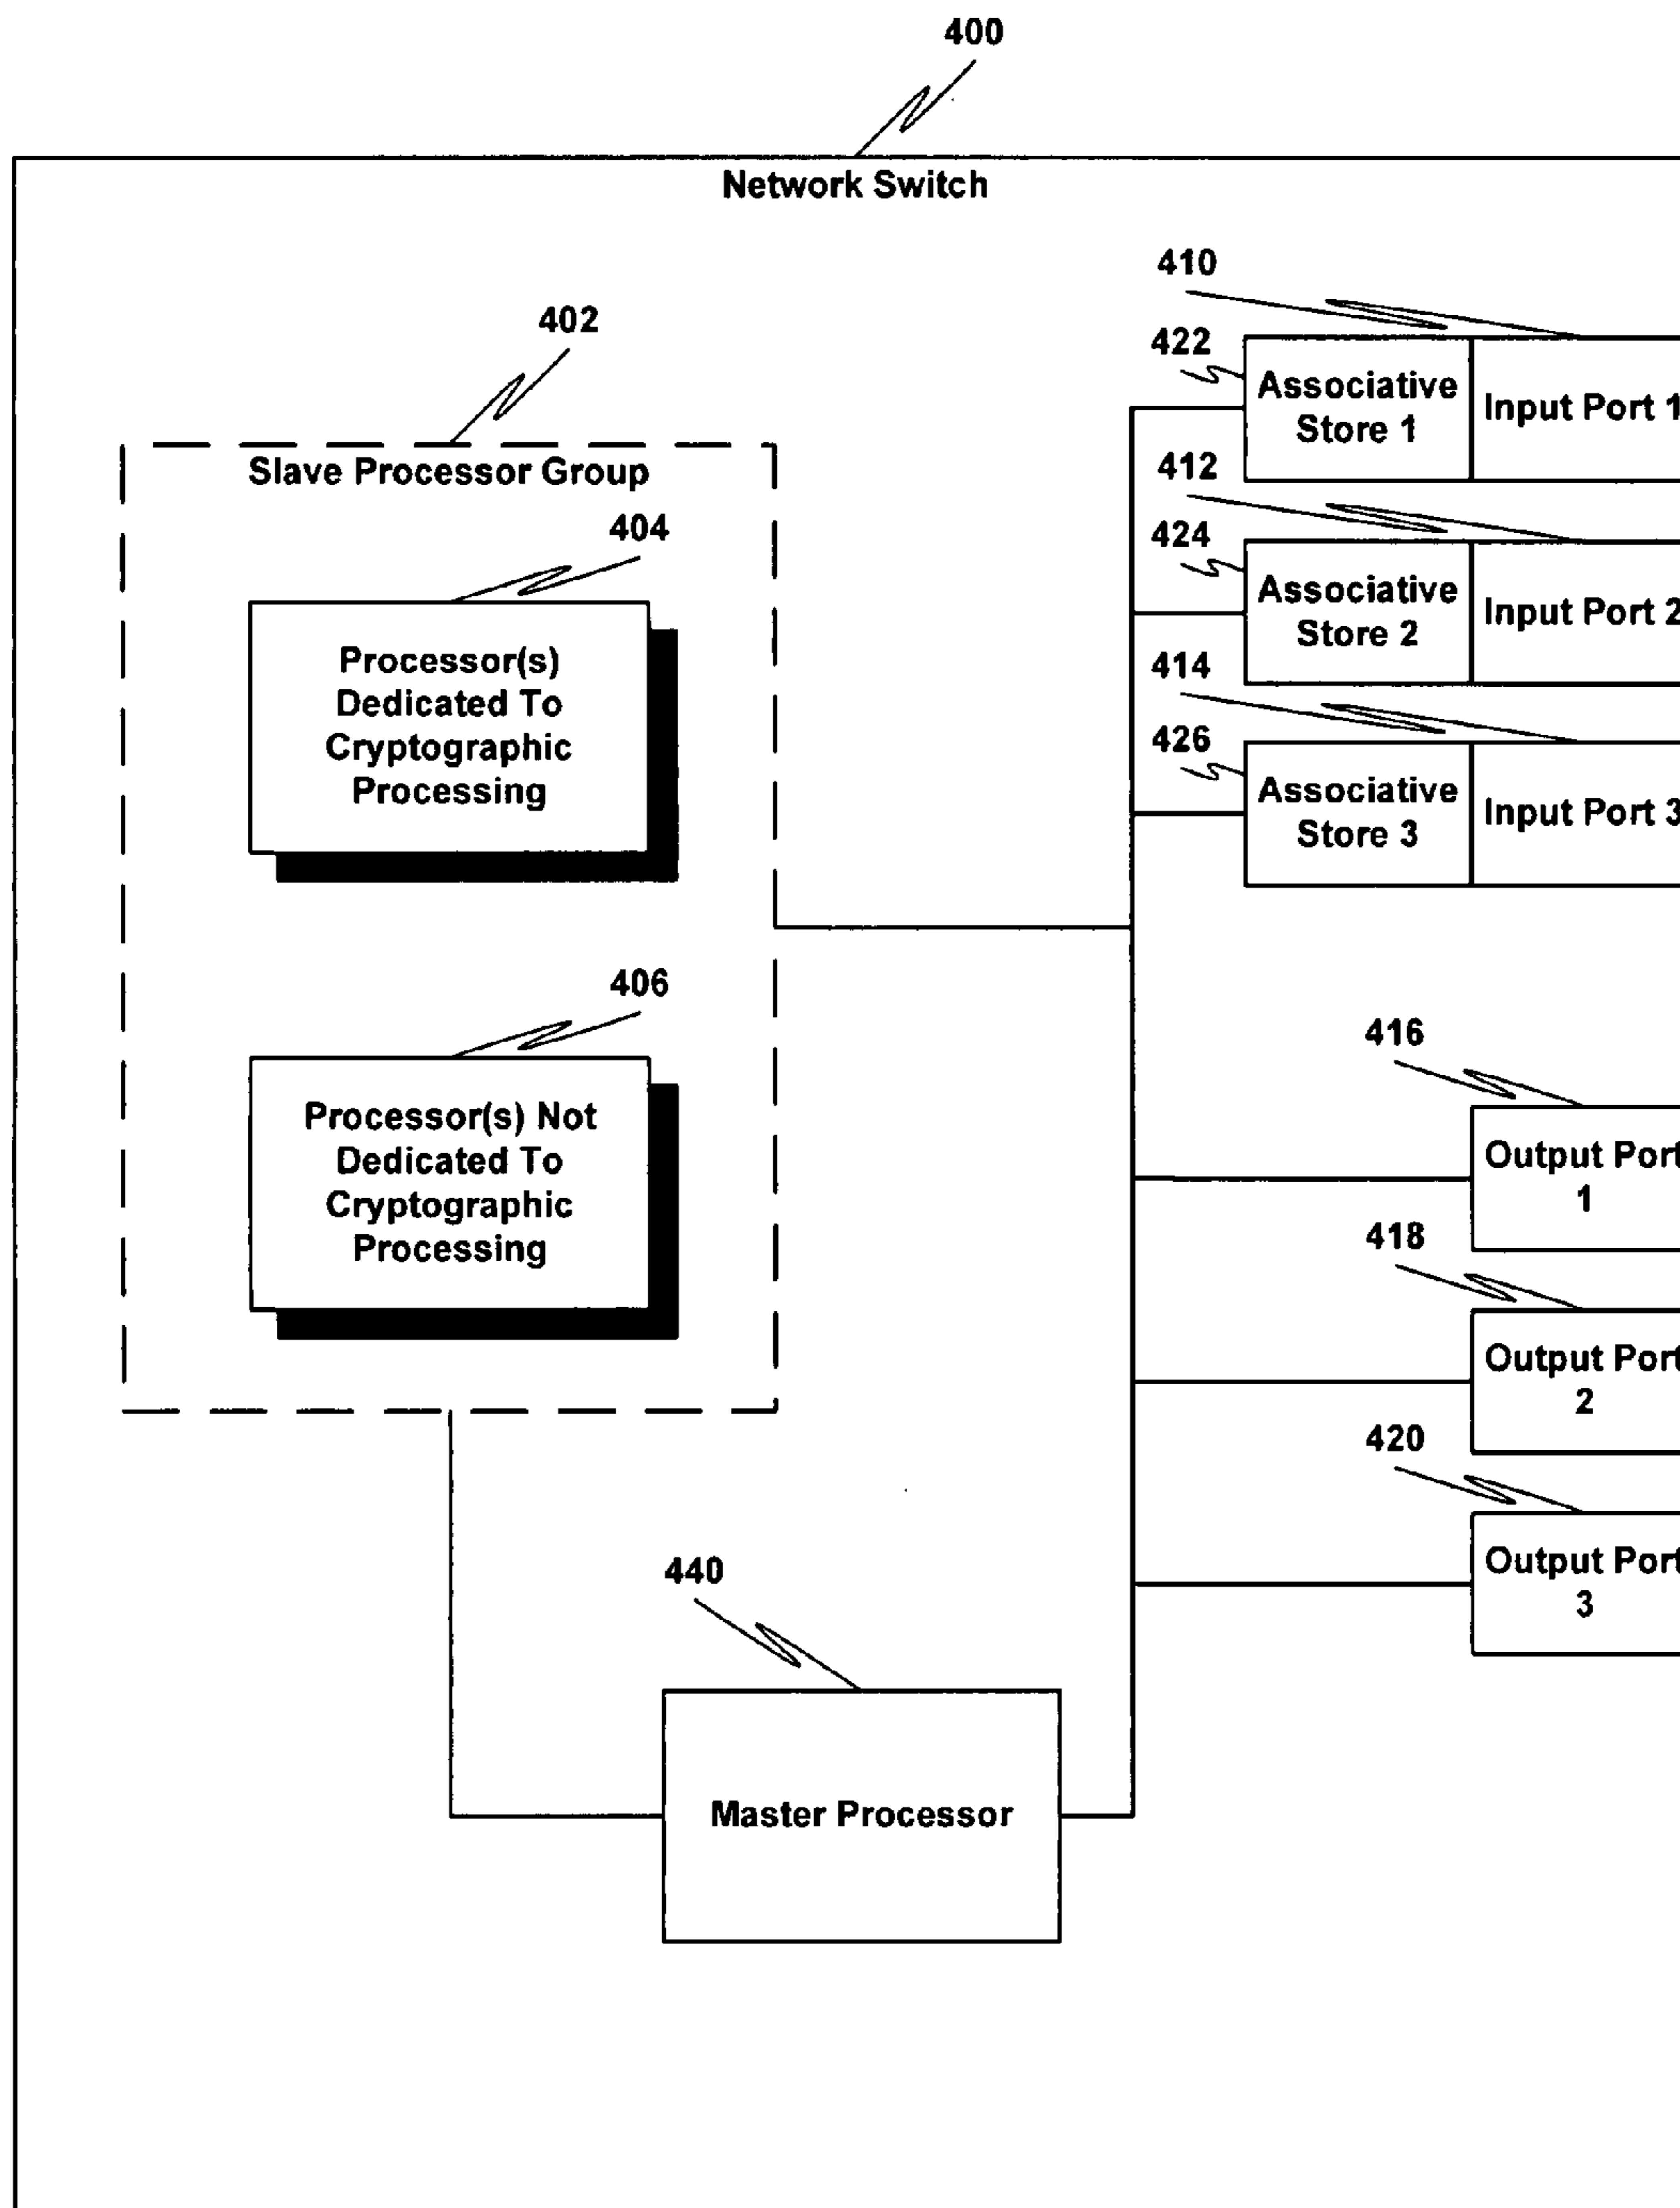 400
Network Switch
410
402
422
Associative
Store 1
Input Port 1
Slave Processor Group
412
404
424
Associative
Store 2
Input Port 2
Processor(s)
Dedicated To
Cryptographic
Processing
414
426
Associative
Store 3
Input Port 3
406
Processor(s) Not
Dedicated To
Cryptographic
Processing
416
Output Port
1
418
Output Port
2
420
Output Port
3
440
Master Processor